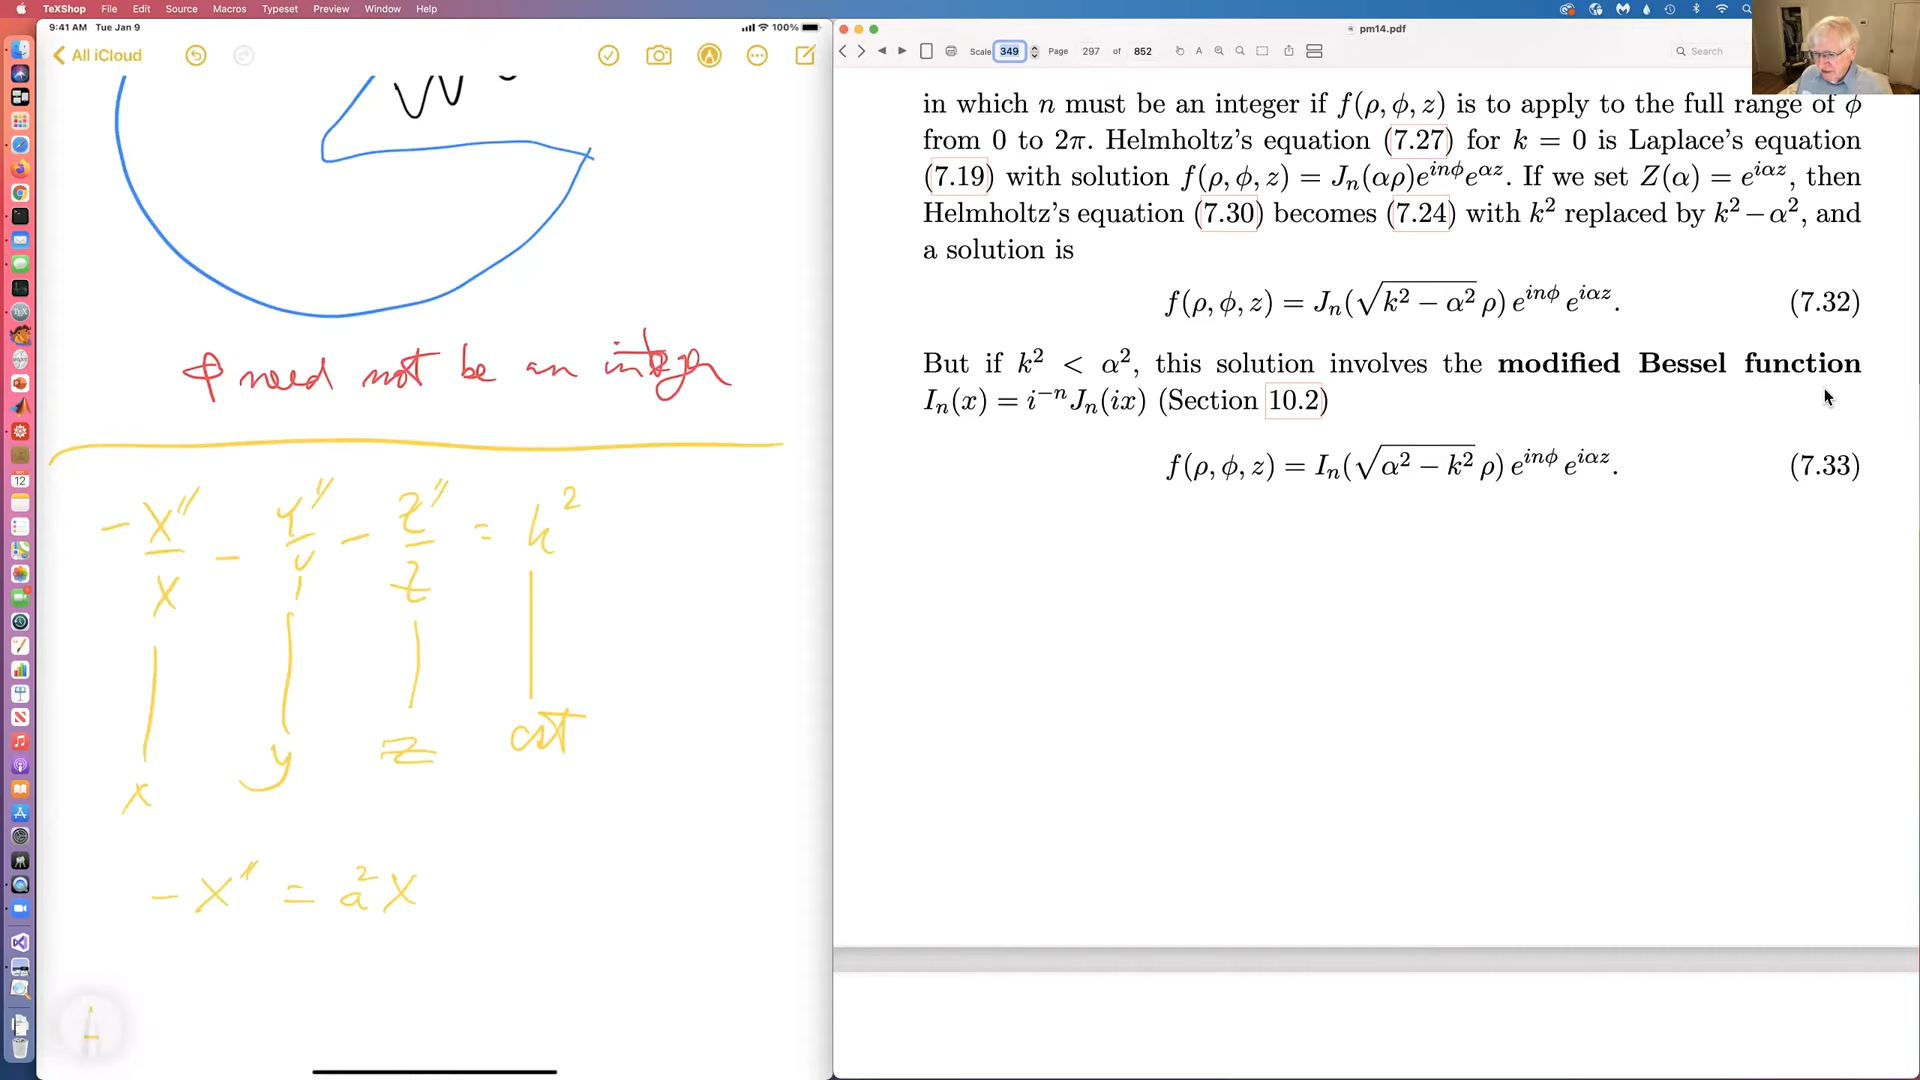 TeXShop File Edit Source Macros Typeset Preview Window Help
9:41 AM Tue Jan 9 100%
All iCloud
need not be an integer
− X″/X − Y″/Y − Z″/Z = k²
x y z cst
− X″ = a² X
pm14.pdf
Scale 349 Page 297 of 852 Search
in which n must be an integer if f(ρ, ϕ, z) is to apply to the full range of ϕ
from 0 to 2π. Helmholtz's equation (7.27) for k = 0 is Laplace's equation
(7.19) with solution f(ρ, ϕ, z) = Jₙ(αρ)e^{inϕ}e^{αz}. If we set Z(α) = e^{iαz}, then
Helmholtz's equation (7.30) becomes (7.24) with k² replaced by k² − α², and
a solution is
f(ρ, ϕ, z) = Jₙ(√(k² − α²) ρ) e^{inϕ} e^{iαz}. (7.32)
But if k² < α², this solution involves the modified Bessel function
Iₙ(x) = i⁻ⁿJₙ(ix) (Section 10.2)
f(ρ, ϕ, z) = Iₙ(√(α² − k²) ρ) e^{inϕ} e^{iαz}. (7.33)